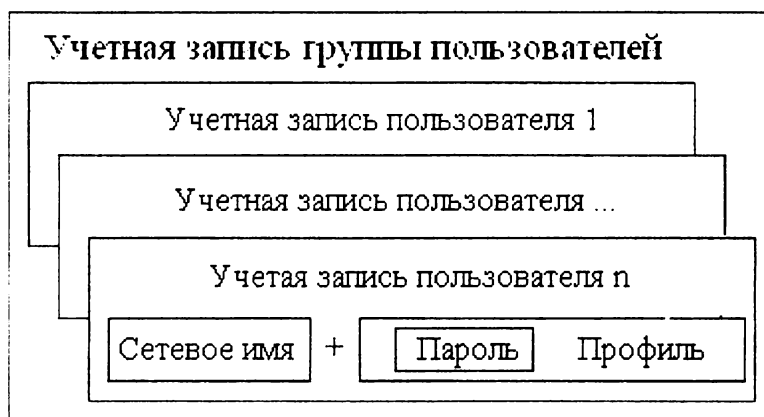 Учетная запись группы пользователей
Учетная запись пользователя 1
Учетная запись пользователя ...
Учетая запись пользователя n
Сетевое имя + Пароль Профиль